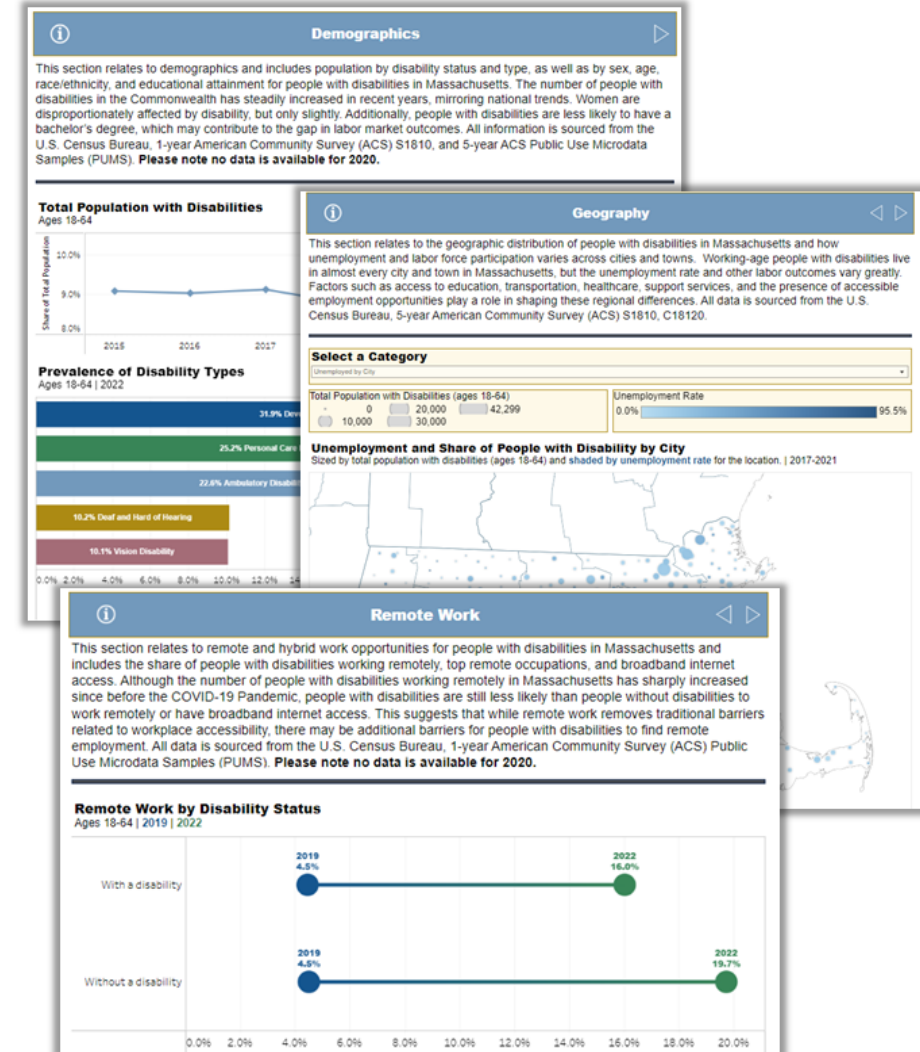 Demographics
This section relates to demographics and includes population by disability status and type, as well as by sex, age,
race/ethnicity, and educational attainment for people with disabilities in Massachusetts. The number of people with
disabilities in the Commonwealth has steadily increased in recent years, mirroring national trends. Women are
disproportionately affected by disability, but only slightly. Additionally, people with disabilities are less likely to have a
bachelor's degree, which may contribute to the gap in labor market outcomes. All information is sourced from the
U.S. Census Bureau, 1-year American Community Survey (ACS) S1810, and 5-year ACS Public Use Microdata
Samples (PUMS). Please note no data is available for 2020.
Total Population with Disabilities
Ages 18-64
Share of Total Population
10.0%
9.0%
8.0%
2015 2016 2017
Prevalence of Disability Types
Ages 18-64 | 2022
31.9%
25.2% Personal Care
22.6% Ambulatory
10.2% Deaf and Hard of Hearing
10.1% Vision Disability
0.0% 2.0% 4.0% 6.0% 8.0% 10.0% 12.0%
Geography
This section relates to the geographic distribution of people with disabilities in Massachusetts and how
unemployment and labor force participation varies across cities and towns. Working-age people with disabilities live
in almost every city and town in Massachusetts, but the unemployment rate and other labor outcomes vary greatly.
Factors such as access to education, transportation, healthcare, support services, and the presence of accessible
employment opportunities play a role in shaping these regional differences. All data is sourced from the U.S.
Census Bureau, 5-year American Community Survey (ACS) S1810, C18120.
Select a Category
Unemployed by City
Total Population with Disabilities (ages 18-64)
0 20,000 42,299
10,000 30,000
Unemployment Rate
0.0% 95.5%
Unemployment and Share of People with Disability by City
Sized by total population with disabilities (ages 18-64) and shaded by unemployment rate for the location. | 2017-2021
Remote Work
This section relates to remote and hybrid work opportunities for people with disabilities in Massachusetts and
includes the share of people with disabilities working remotely, top remote occupations, and broadband internet
access. Although the number of people with disabilities working remotely in Massachusetts has sharply increased
since before the COVID-19 Pandemic, people with disabilities are still less likely than people without disabilities to
work remotely or have broadband internet access. This suggests that while remote work removes traditional barriers
related to workplace accessibility, there may be additional barriers for people with disabilities to find remote
employment. All data is sourced from the U.S. Census Bureau, 1-year American Community Survey (ACS) Public
Use Microdata Samples (PUMS). Please note no data is available for 2020.
Remote Work by Disability Status
Ages 18-64 | 2019 | 2022
2019 2022
4.5% 16.0%
With a disability
2019 2022
4.5% 19.7%
Without a disability
0.0% 2.0% 4.0% 6.0% 8.0% 10.0% 12.0% 14.0% 16.0% 18.0% 20.0%